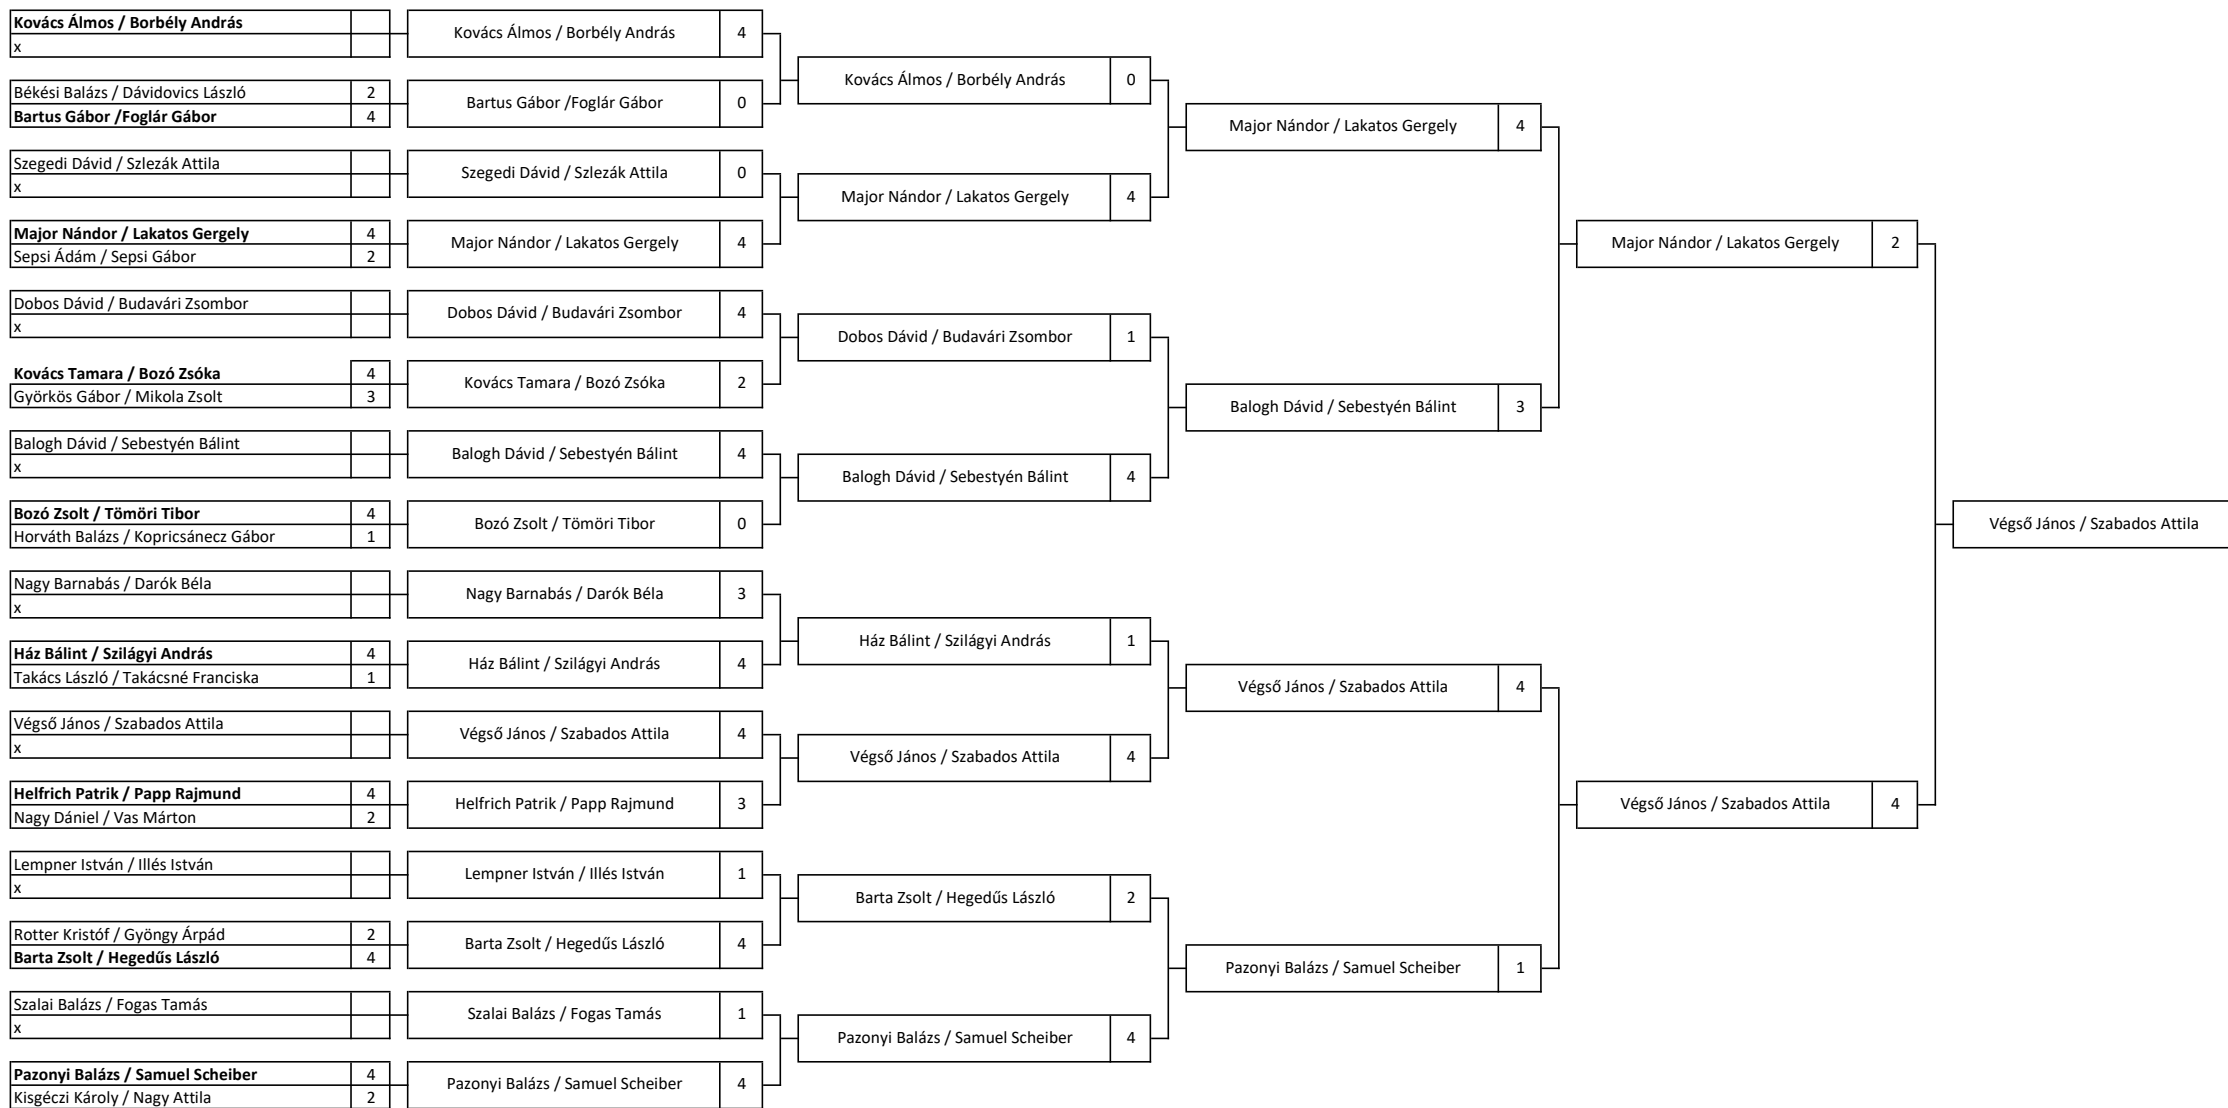 Kovács Álmos / Borbély András
x
Békési Balázs / Dávidovics László 2
Bartus Gábor /Foglár Gábor 4
Szegedi Dávid / Szlezák Attila
x
Major Nándor / Lakatos Gergely 4
Sepsi Ádám / Sepsi Gábor 2
Dobos Dávid / Budavári Zsombor
x
Kovács Tamara / Bozó Zsóka 4
Györkös Gábor / Mikola Zsolt 3
Balogh Dávid / Sebestyén Bálint
x
Bozó Zsolt / Tömöri Tibor 4
Horváth Balázs / Kopricsánecz Gábor 1
Nagy Barnabás / Darók Béla
x
Ház Bálint / Szilágyi András 4
Takács László / Takácsné Franciska 1
Végső János / Szabados Attila
x
Helfrich Patrik / Papp Rajmund 4
Nagy Dániel / Vas Márton 2
Lempner István / Illés István
x
Rotter Kristóf / Gyöngy Árpád 2
Barta Zsolt / Hegedűs László 4
Szalai Balázs / Fogas Tamás
x
Pazonyi Balázs / Samuel Scheiber 4
Kisgéczi Károly / Nagy Attila 2
Kovács Álmos / Borbély András 4
Bartus Gábor /Foglár Gábor 0
Szegedi Dávid / Szlezák Attila 0
Major Nándor / Lakatos Gergely 4
Dobos Dávid / Budavári Zsombor 4
Kovács Tamara / Bozó Zsóka 2
Balogh Dávid / Sebestyén Bálint 4
Bozó Zsolt / Tömöri Tibor 0
Nagy Barnabás / Darók Béla 3
Ház Bálint / Szilágyi András 4
Végső János / Szabados Attila 4
Helfrich Patrik / Papp Rajmund 3
Lempner István / Illés István 1
Barta Zsolt / Hegedűs László 4
Szalai Balázs / Fogas Tamás 1
Pazonyi Balázs / Samuel Scheiber 4
Kovács Álmos / Borbély András 0
Major Nándor / Lakatos Gergely 4
Dobos Dávid / Budavári Zsombor 1
Balogh Dávid / Sebestyén Bálint 4
Ház Bálint / Szilágyi András 1
Végső János / Szabados Attila 4
Barta Zsolt / Hegedűs László 2
Pazonyi Balázs / Samuel Scheiber 4
Major Nándor / Lakatos Gergely 4
Balogh Dávid / Sebestyén Bálint 3
Végső János / Szabados Attila 4
Pazonyi Balázs / Samuel Scheiber 1
Major Nándor / Lakatos Gergely 2
Végső János / Szabados Attila 4
Végső János / Szabados Attila